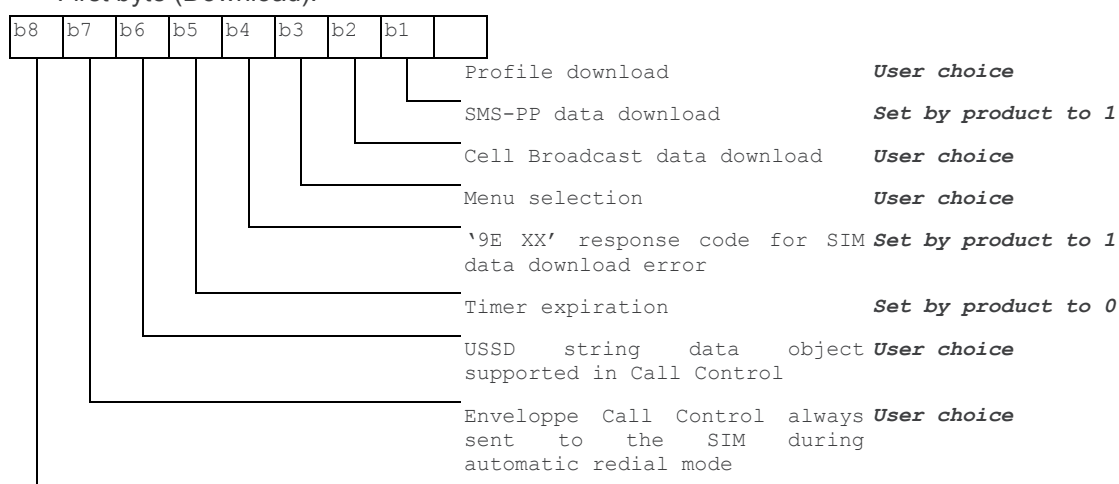 First byte (Download):
b8 b7 b6 b5 b4 b3 b2 b1
Profile download User choice
SMS-PP data download Set by product to 1
Cell Broadcast data download User choice
Menu selection User choice
‘9E XX’ response code for SIM Set by product to 1
data download error
Timer expiration Set by product to 0
USSD string data object User choice
supported in Call Control
Enveloppe Call Control always User choice
sent to the SIM during
automatic redial mode